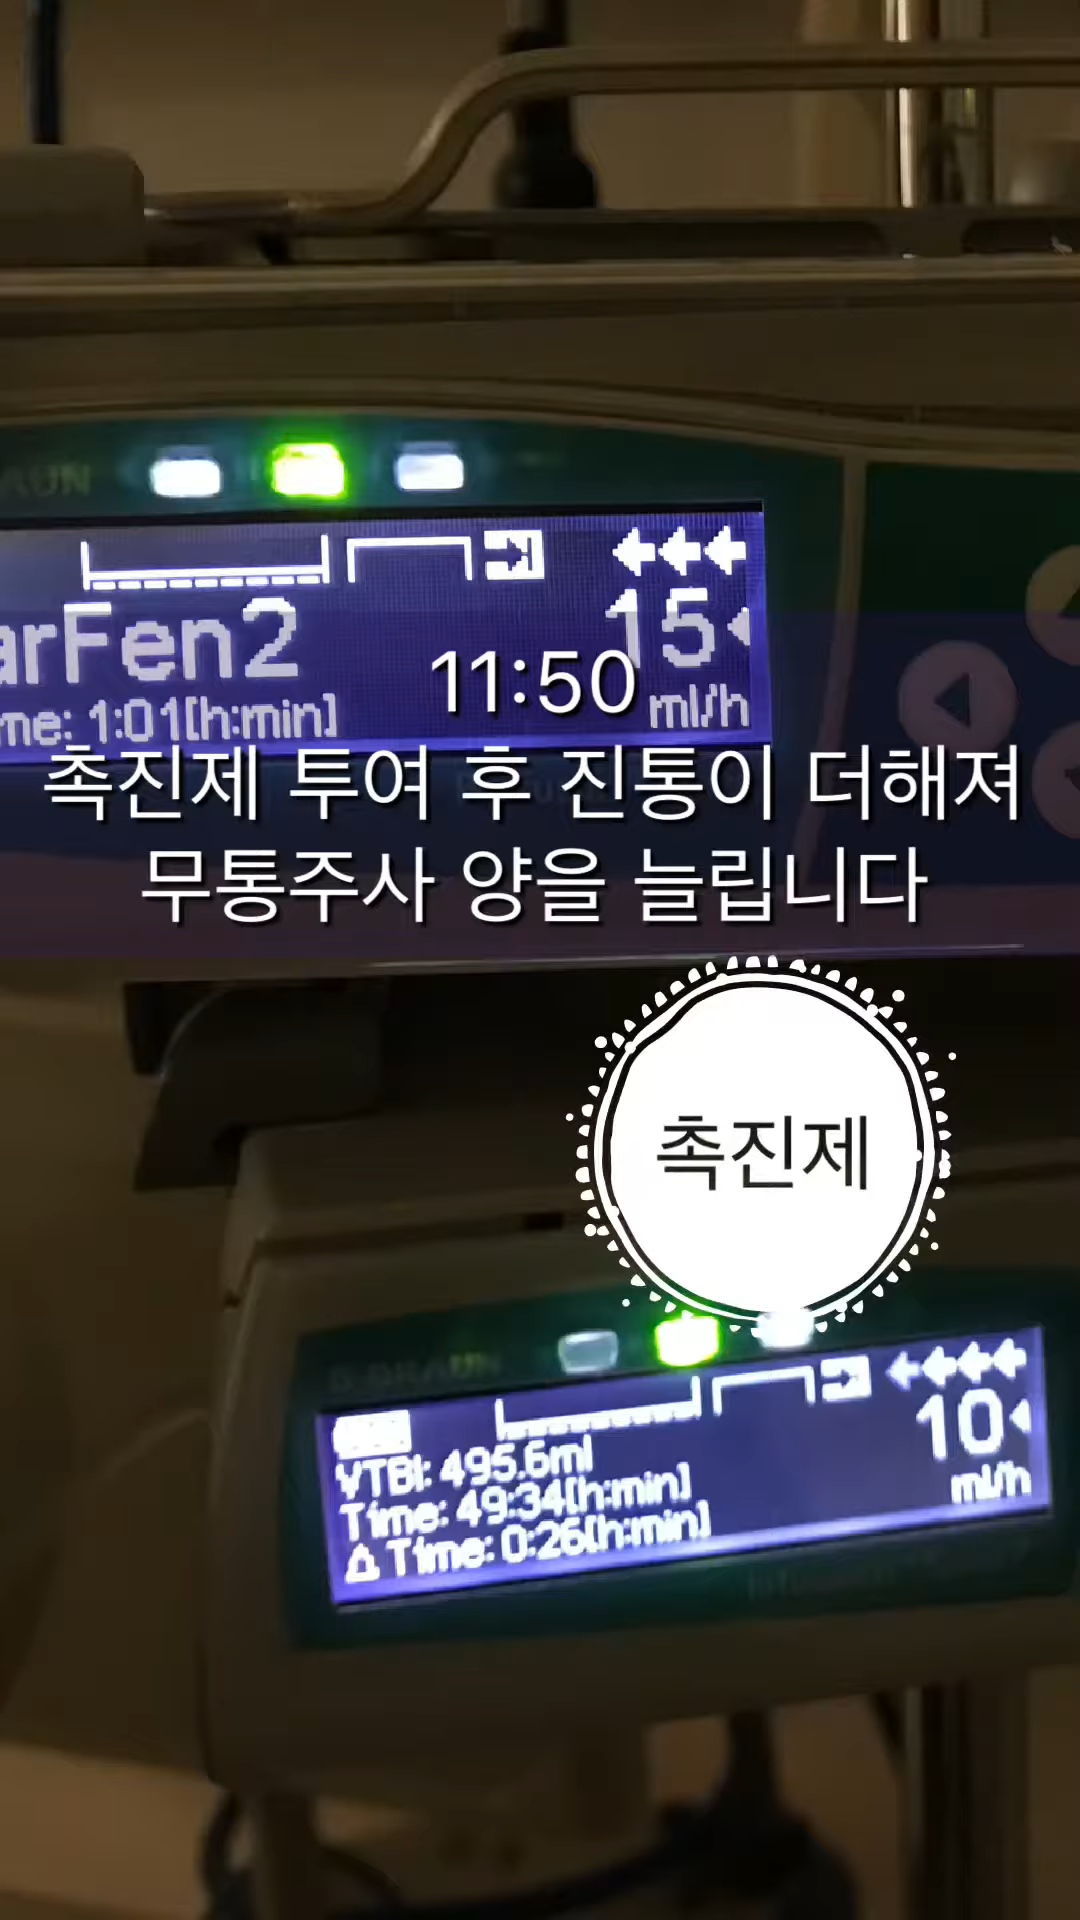 arFen2
15
me: 1:01[h:min]
ml/h
11:50
촉진제 투여 후 진통이 더해져
무통주사 양을 늘립니다
촉진제
B.BRAUN
VTBI: 495.6ml
Time: 49:34[h:min]
Δ Time: 0:26[h:min]
10
ml/h